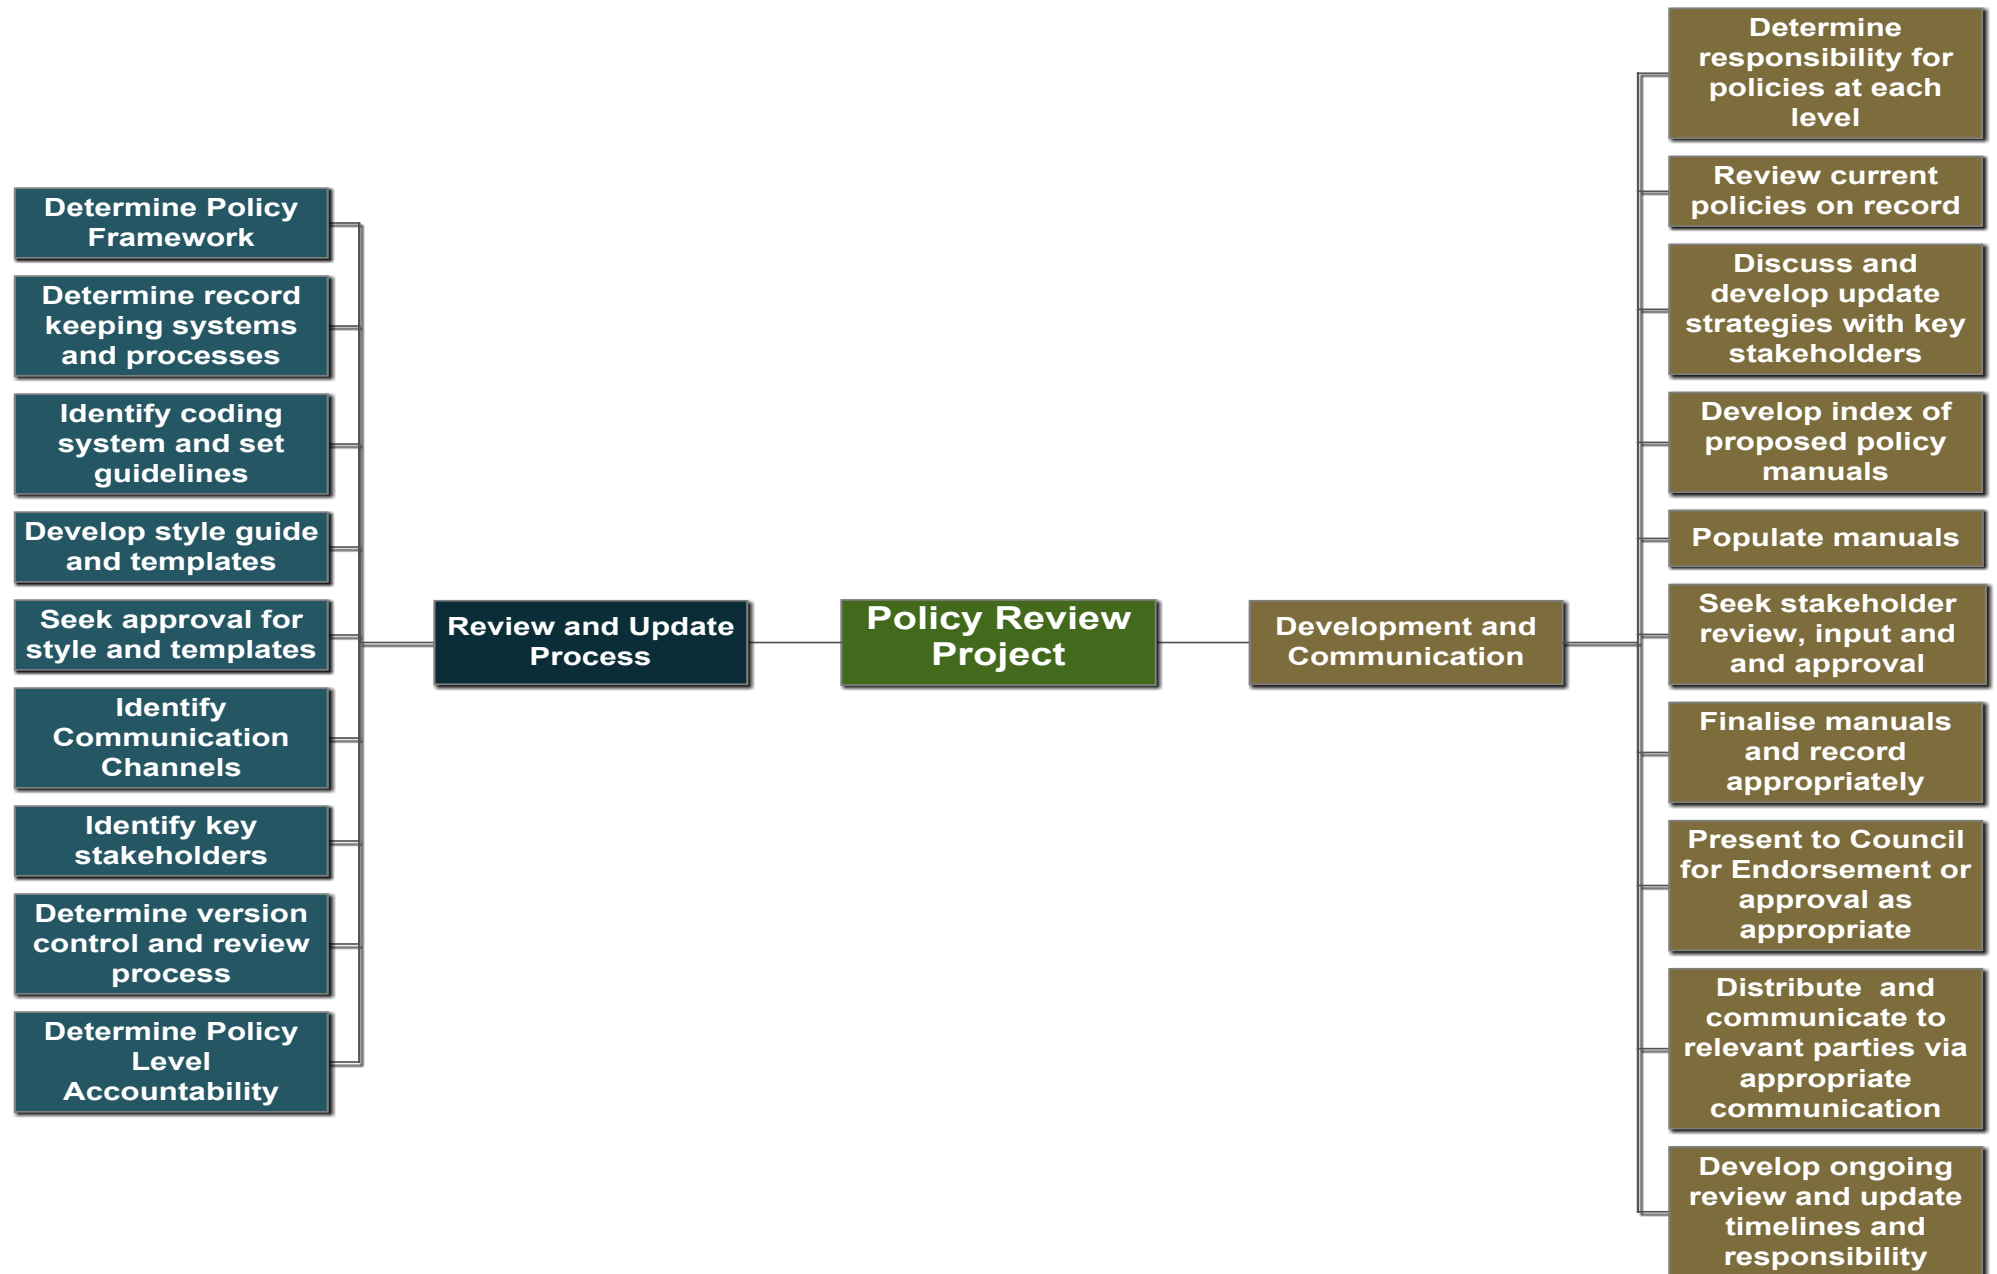 Determine Policy
Framework
Determine record
keeping systems
and processes
Identify coding
system and set
guidelines
Develop style guide
and templates
Seek approval for
style and templates
Identify
Communication
Channels
Identify key
stakeholders
Determine version
control and review
process
Determine Policy
Level
Accountability
Review and Update
Process
Policy Review
Project
Development and
Communication
Determine
responsibility for
policies at each
level
Review current
policies on record
Discuss and
develop update
strategies with key
stakeholders
Develop index of
proposed policy
manuals
Populate manuals
Seek stakeholder
review, input and
and approval
Finalise manuals
and record
appropriately
Present to Council
for Endorsement or
approval as
appropriate
Distribute  and
communicate to
relevant parties via
appropriate
communication
Develop ongoing
review and update
timelines and
responsibility